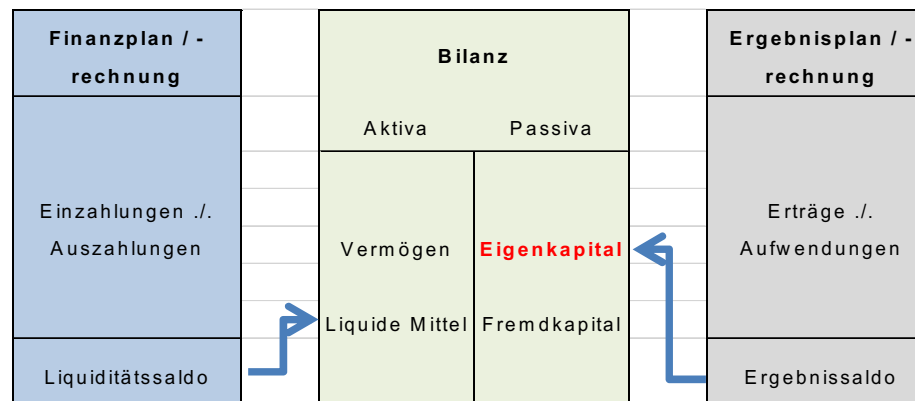 Finanzplan / -
rechnung
Einzahlungen ./.
Auszahlungen
Liquiditätssaldo
Bilanz
Aktiva Passiva
Vermögen Eigenkapital
Liquide Mittel Fremdkapital
Ergebnisplan / -
rechnung
Erträge ./.
Aufwendungen
Ergebnissaldo